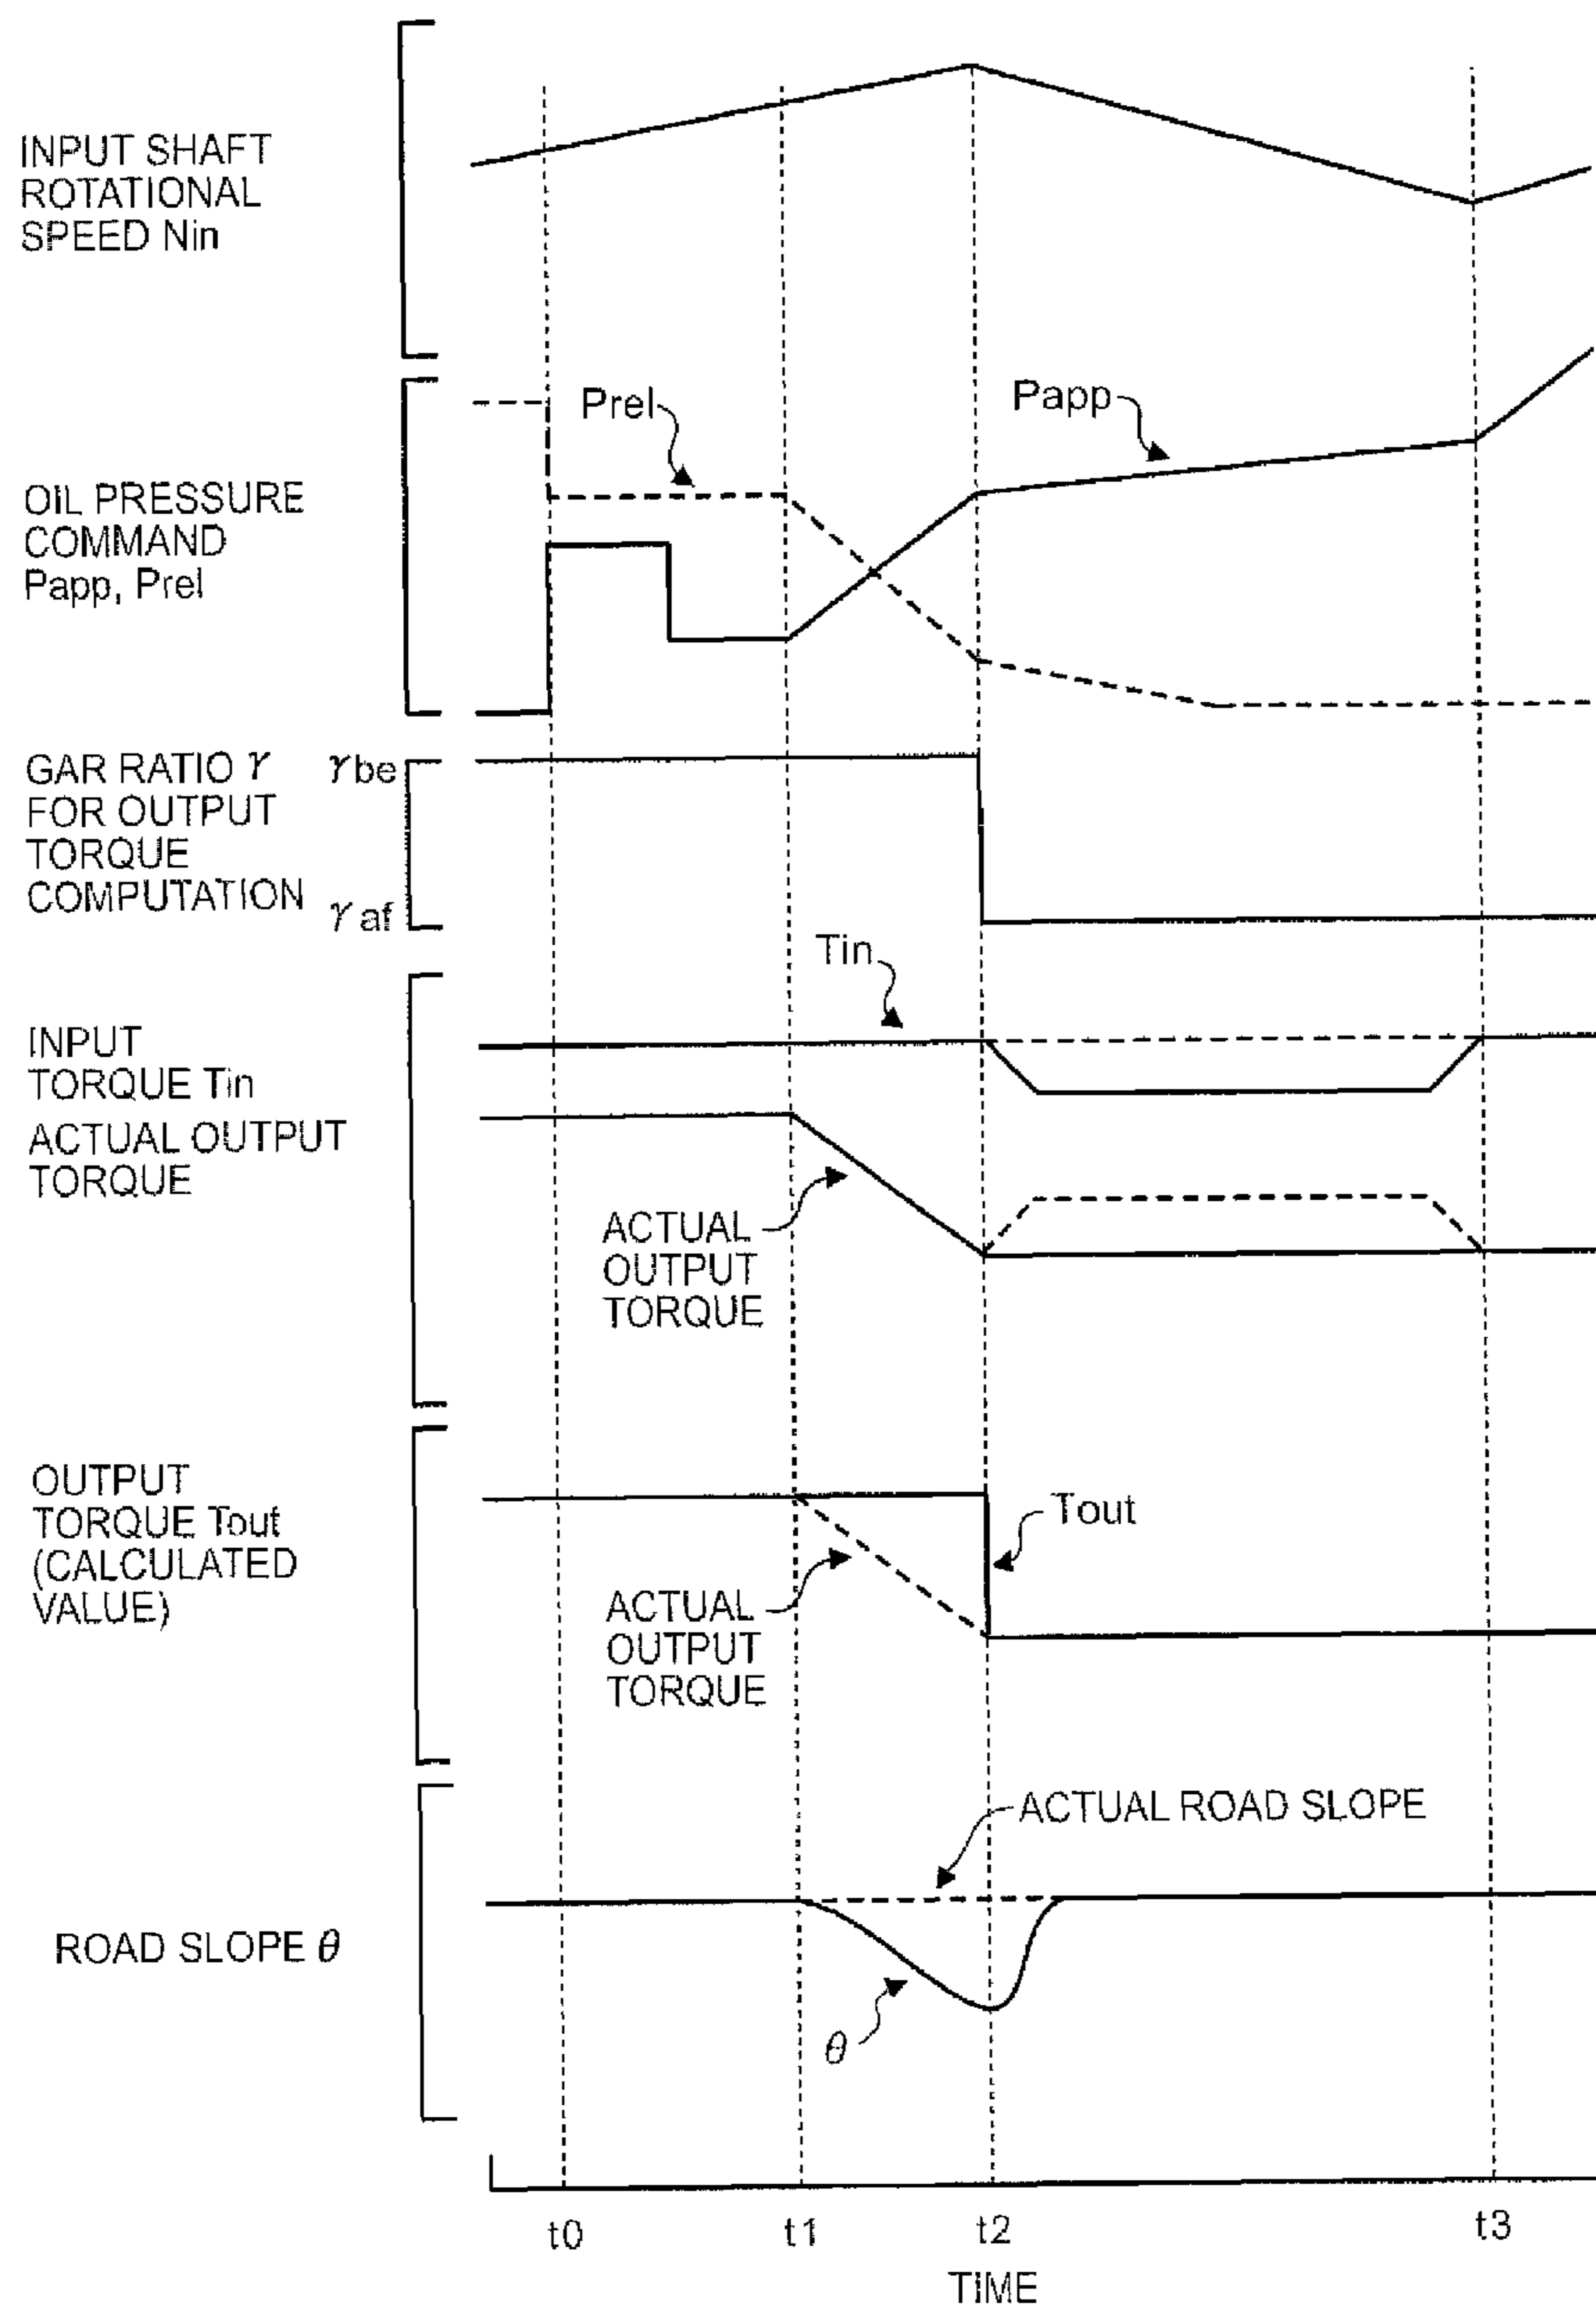 INPUT SHAFT
ROTATIONAL
SPEED Nin
Prel
Papp
OIL PRESSURE
COMMAND
Papp, Prel
GAR RATIO γ
FOR OUTPUT
TORQUE
COMPUTATION
γbe
γaf
Tin
INPUT
TORQUE Tin
ACTUAL OUTPUT
TORQUE
ACTUAL
OUTPUT
TORQUE
OUTPUT
TORQUE Tout
(CALCULATED
VALUE)
Tout
ACTUAL
OUTPUT
TORQUE
ACTUAL ROAD SLOPE
ROAD SLOPE θ
θ
t0
t1
t2
t3
TIME